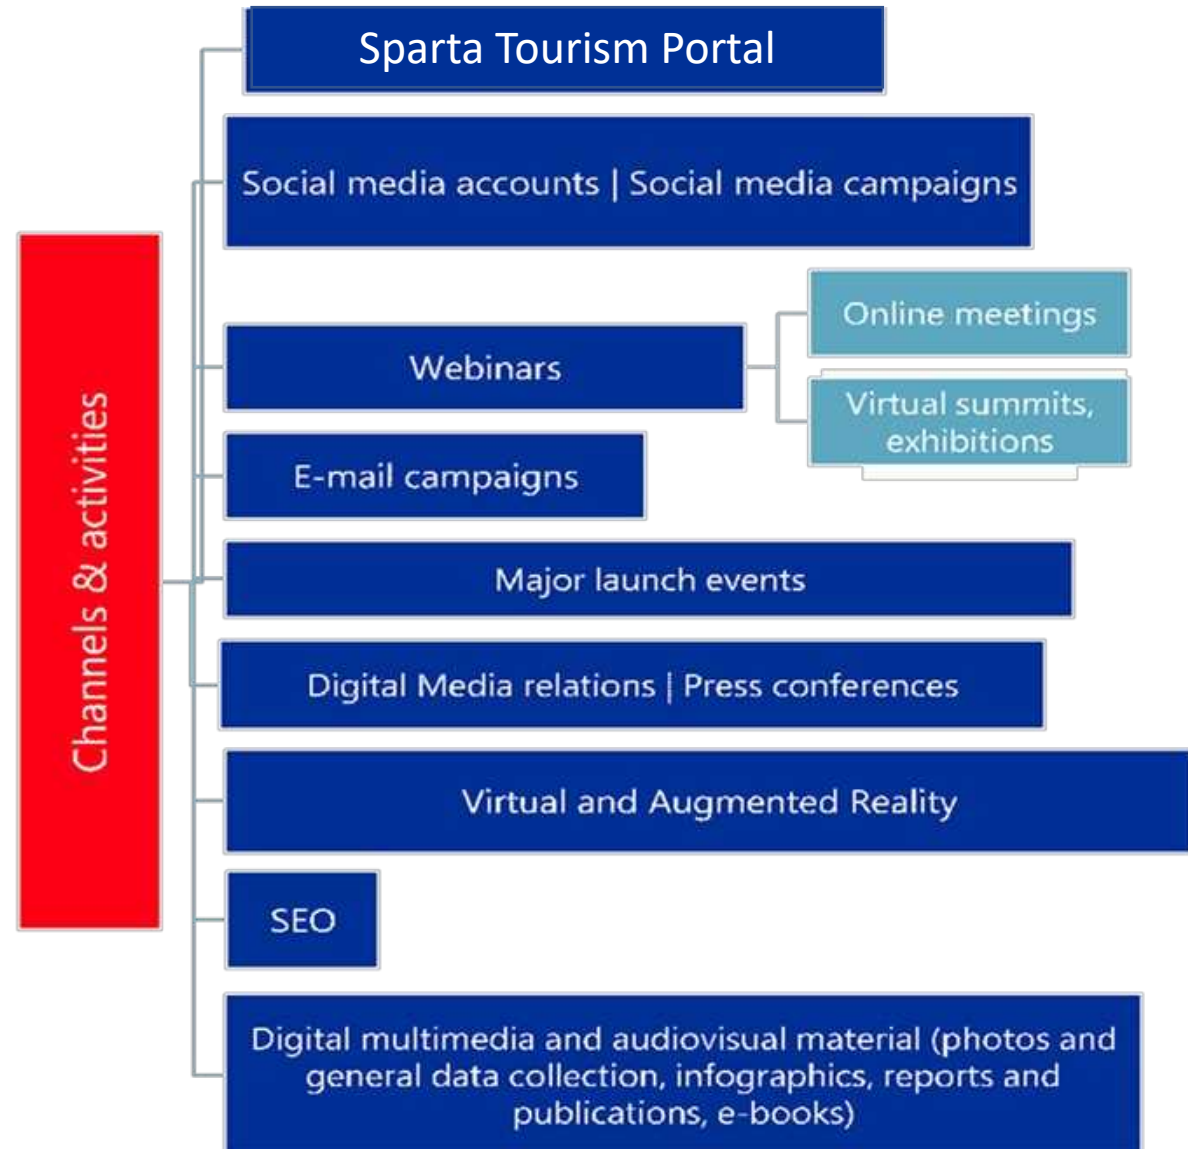 Sparta Tourism Portal
Social media accounts | Social media campaigns
Channels & activities
Webinars
Online meetings
Virtual summits,
exhibitions
E-mail campaigns
Major launch events
Digital Media relations | Press conferences
Virtual and Augmented Reality
SEO
Digital multimedia and audiovisual material (photos and
general data collection, infographics, reports and
publications, e-books)